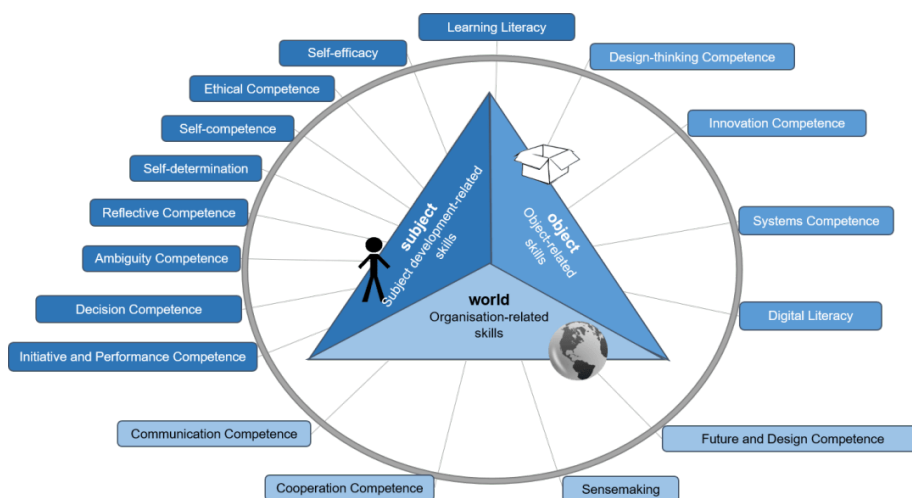 Learning Literacy
Self-efficacy
Design-thinking Competence
Ethical Competence
Innovation Competence
Self-competence
Self-determination
Reflective Competence
Systems Competence
Ambiguity Competence
Decision Competence
Digital Literacy
Initiative and Performance Competence
subject
Subject development-related
skills
object
Object-related
skills
world
Organisation-related
skills
Communication Competence
Future and Design Competence
Cooperation Competence
Sensemaking